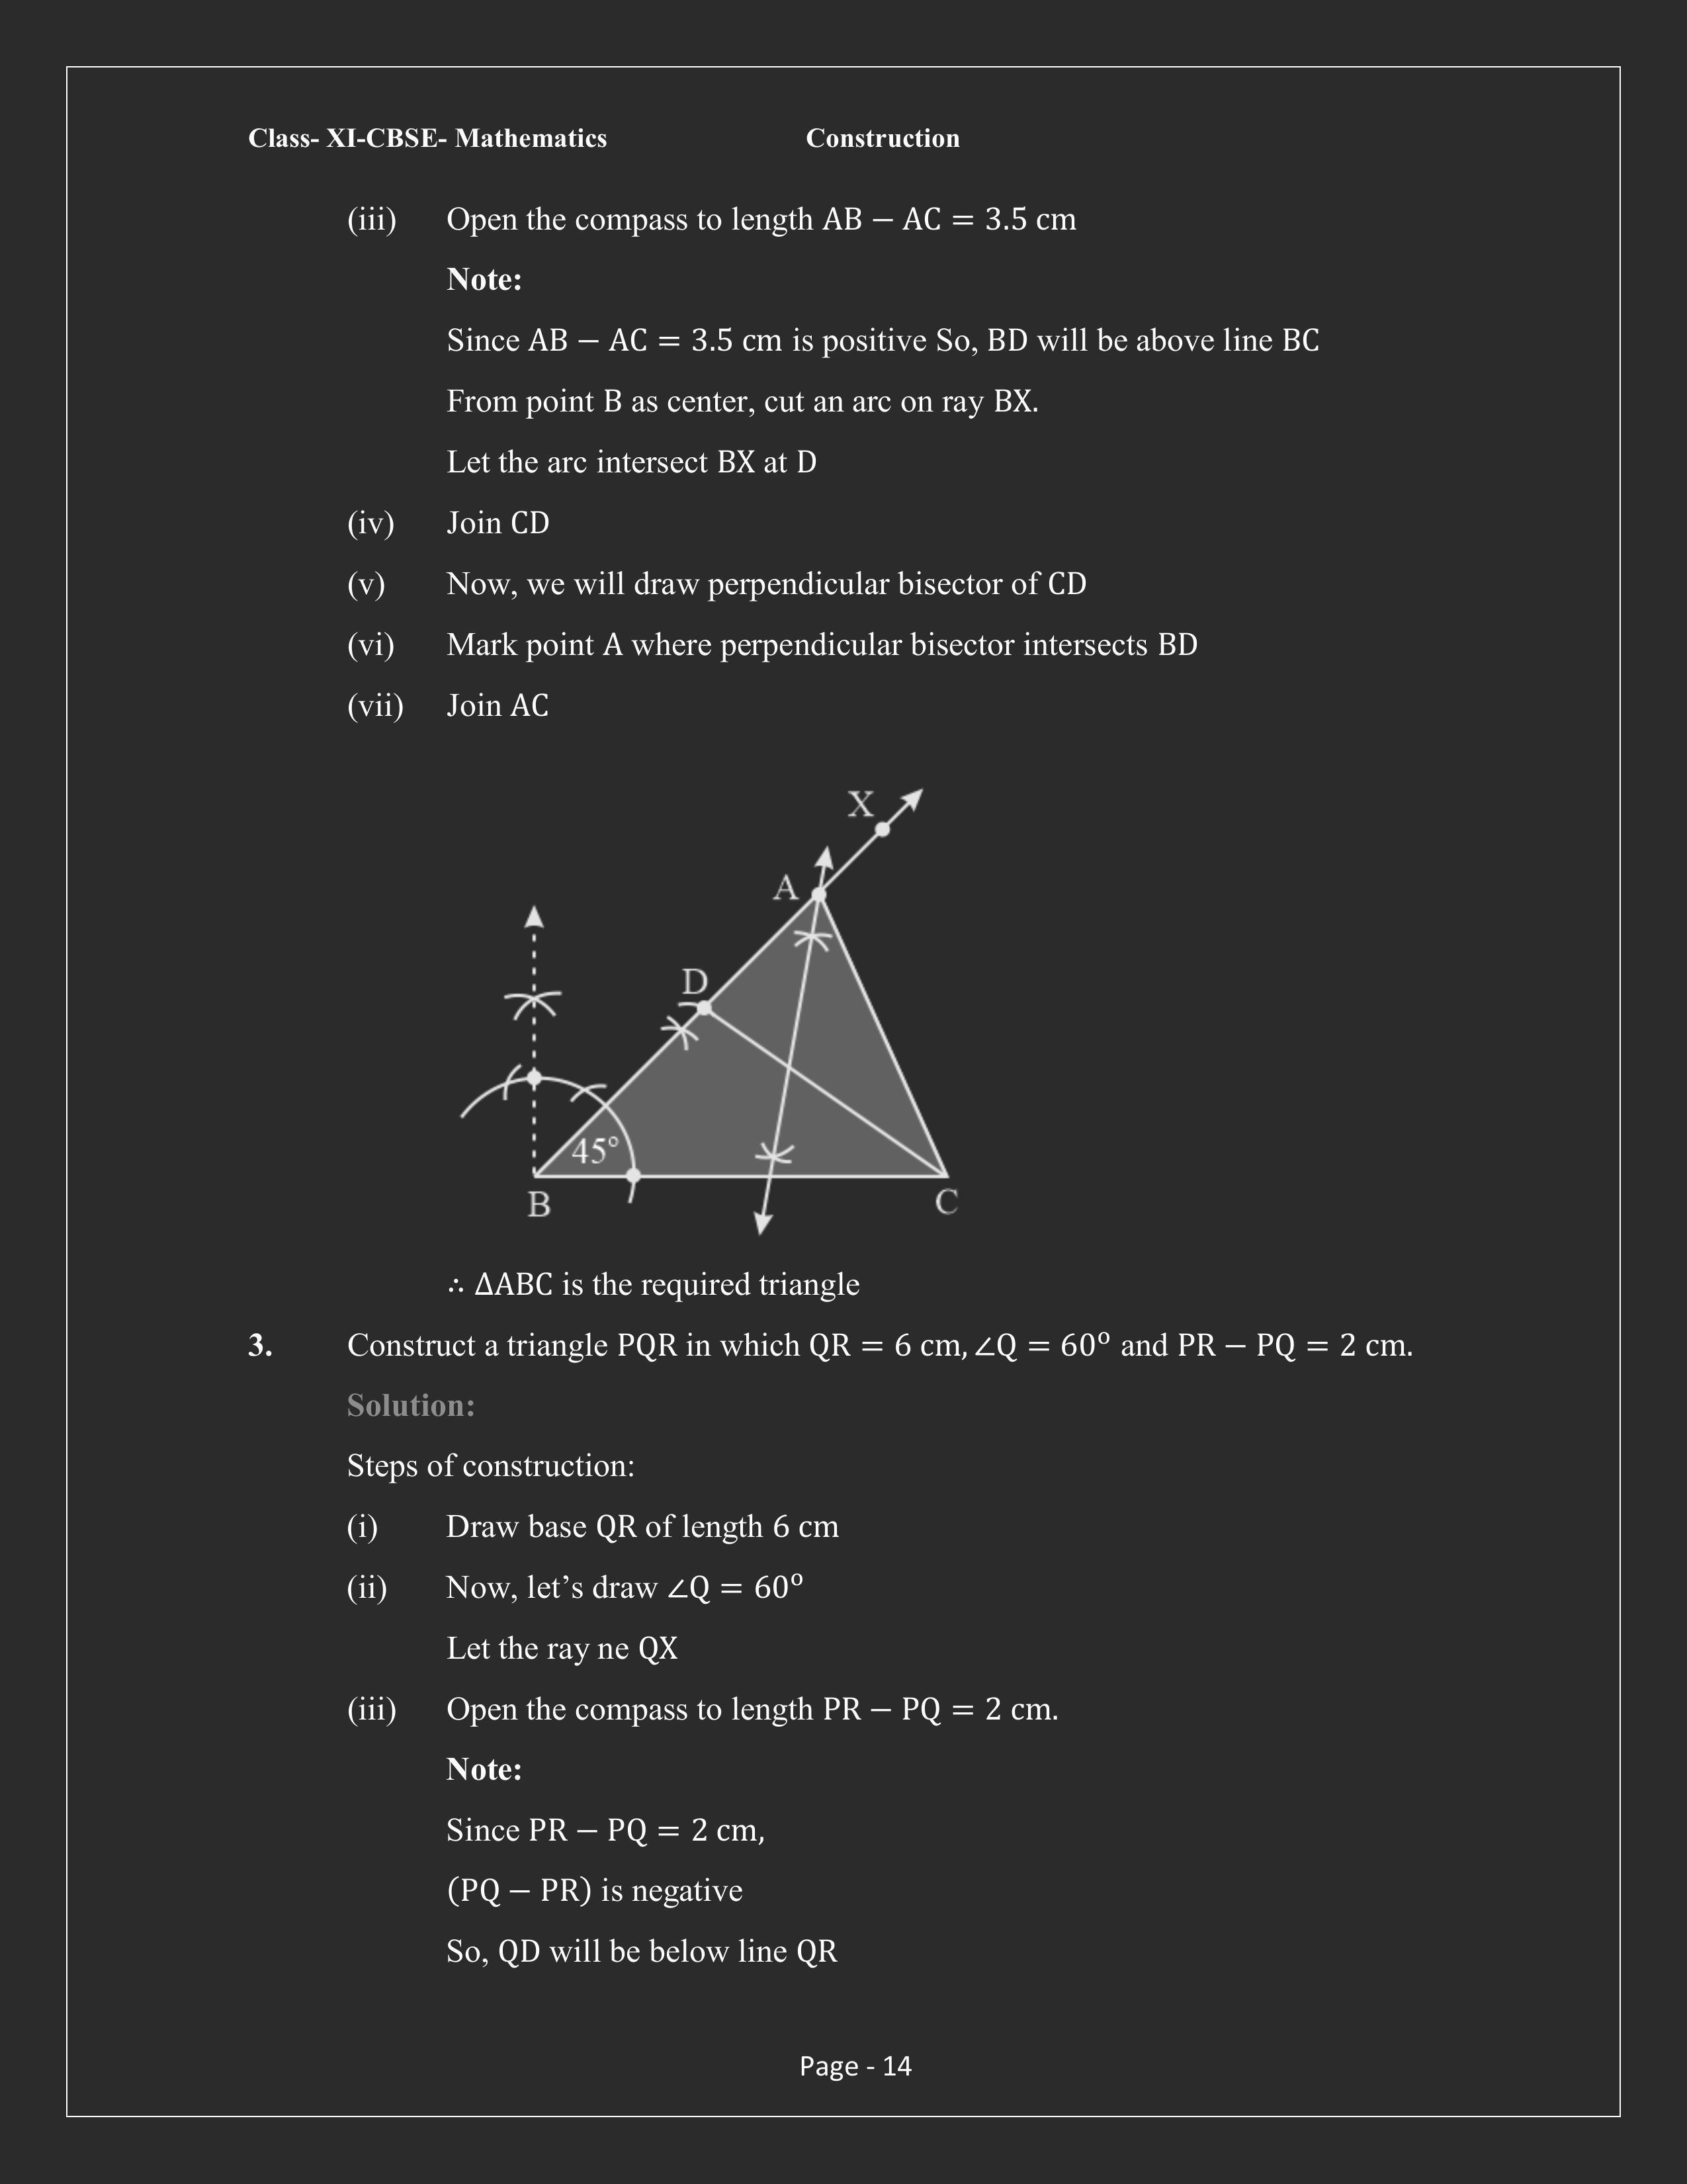 Class- XI-CBSE- Mathematics Construction
(iii) Open the compass to length AB − AC = 3.5 cm
Note:
Since AB − AC = 3.5 cm is positive So, BD will be above line BC
From point B as center, cut an arc on ray BX.
Let the arc intersect BX at D
(iv) Join CD
(v) Now, we will draw perpendicular bisector of CD
(vi) Mark point A where perpendicular bisector intersects BD
(vii) Join AC
X
A
D
45°
B
C
∴ ΔABC is the required triangle
3. Construct a triangle PQR in which QR = 6 cm, ∠Q = 60° and PR − PQ = 2 cm.
Solution:
Steps of construction:
(i) Draw base QR of length 6 cm
(ii) Now, let’s draw ∠Q = 60°
Let the ray ne QX
(iii) Open the compass to length PR − PQ = 2 cm.
Note:
Since PR − PQ = 2 cm,
(PQ − PR) is negative
So, QD will be below line QR
Page - 14